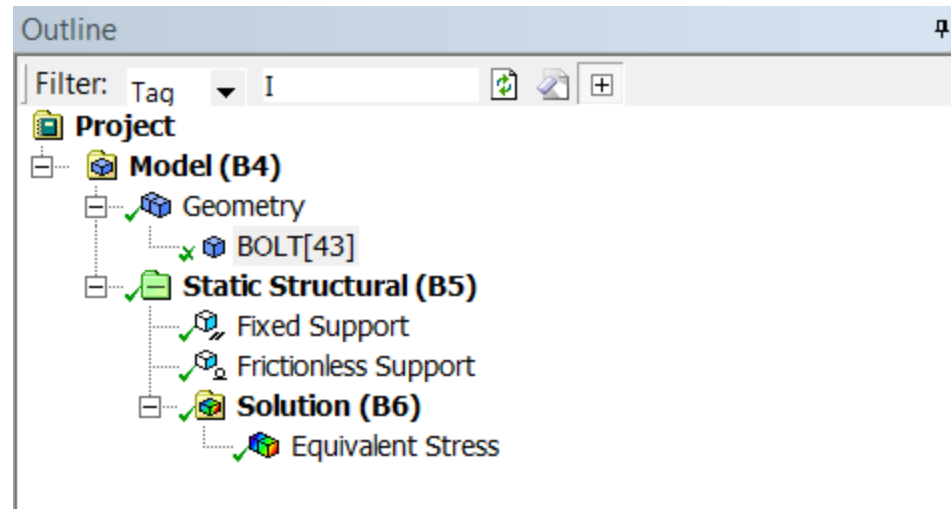 Outline
Filter: Tag I
Project
Model (B4)
Geometry
BOLT[43]
Static Structural (B5)
Fixed Support
Frictionless Support
Solution (B6)
Equivalent Stress